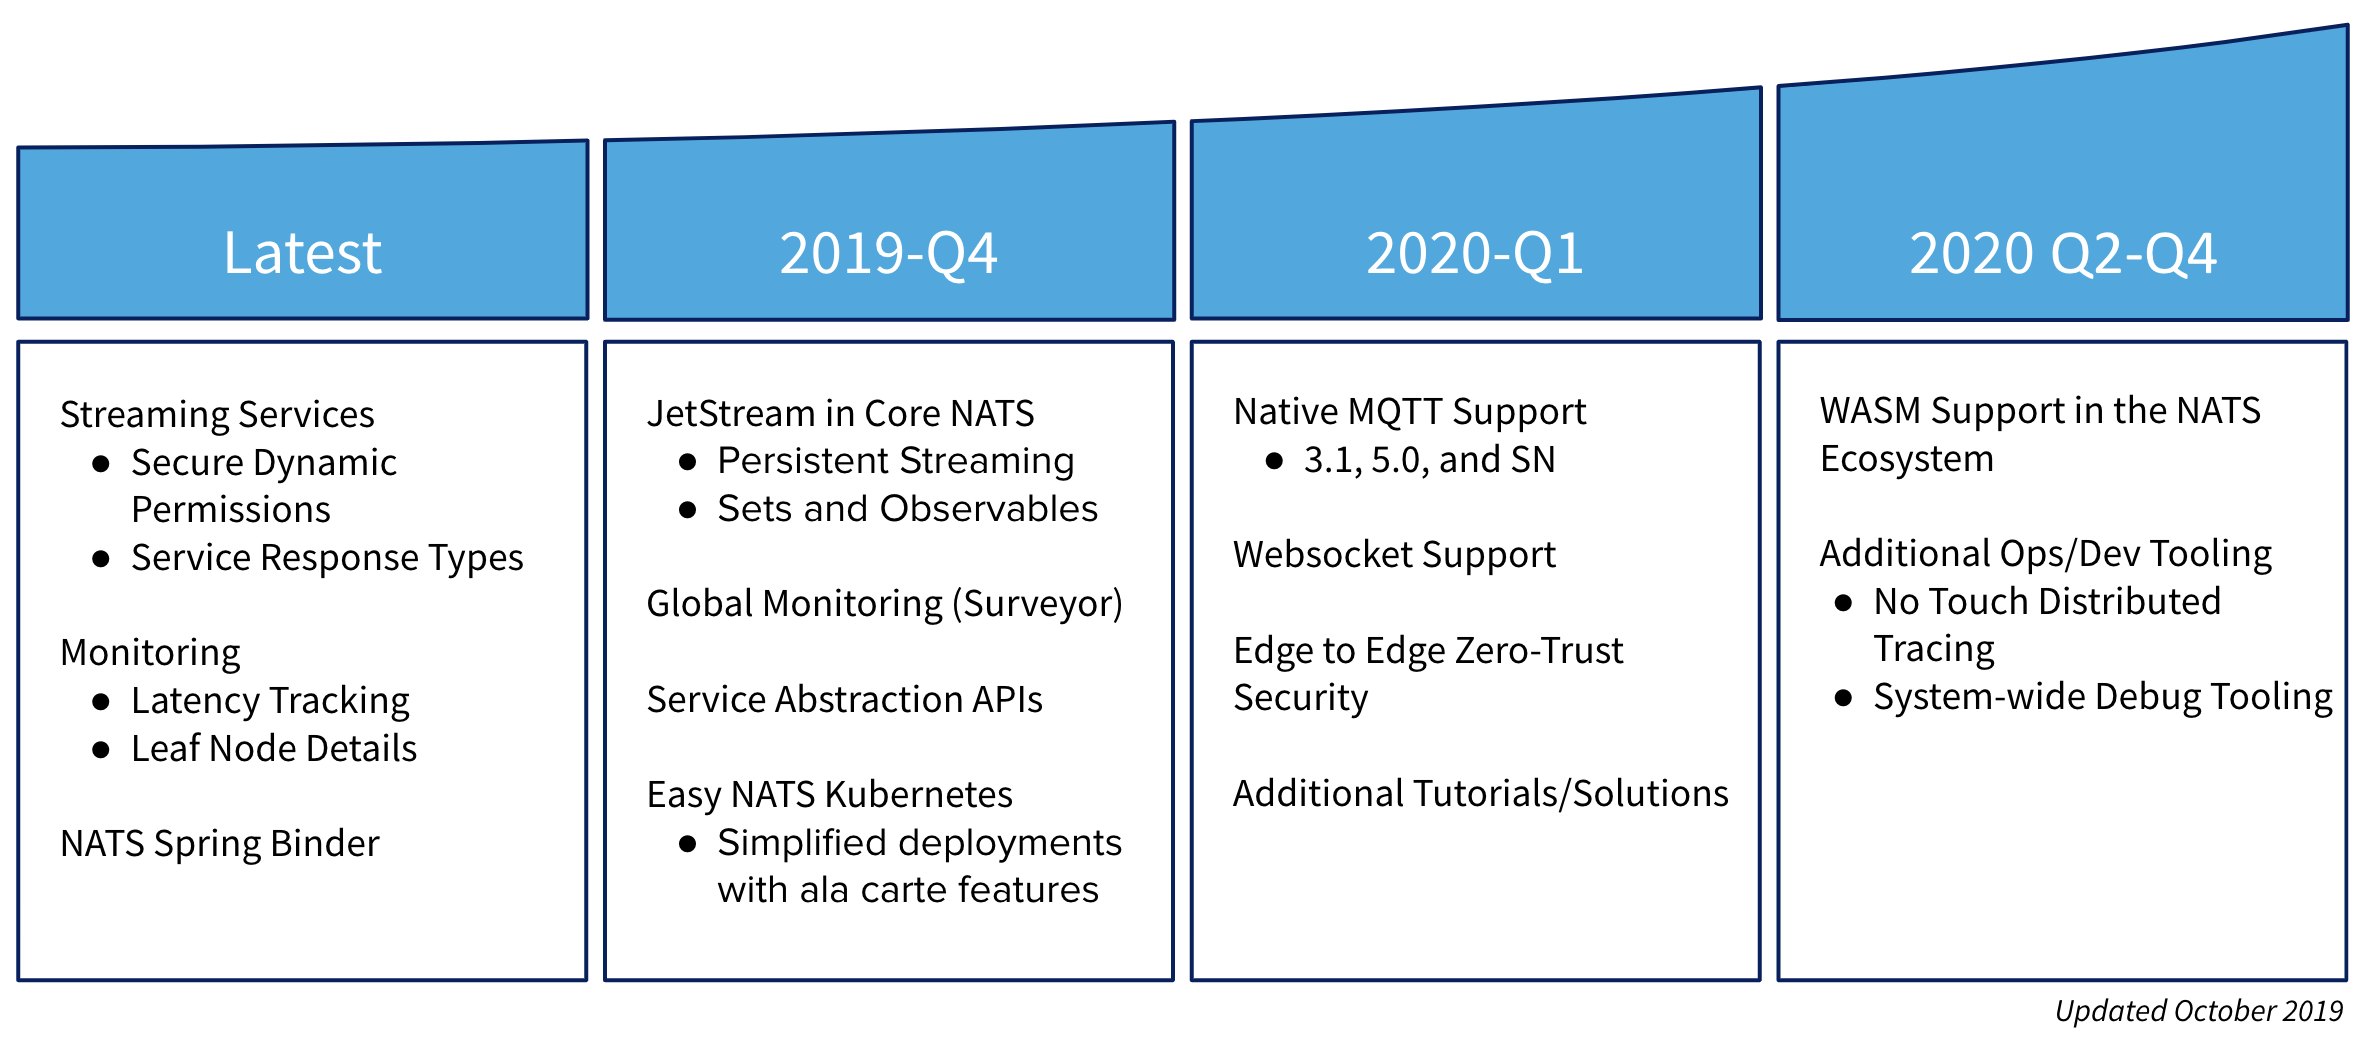 Latest
Streaming Services
● Secure Dynamic
Permissions
● Service Response Types
Monitoring
● Latency Tracking
● Leaf Node Details
NATS Spring Binder
2019-Q4
JetStream in Core NATS
● Persistent Streaming
● Sets and Observables
Global Monitoring (Surveyor)
Service Abstraction APIs
Easy NATS Kubernetes
● Simplified deployments
with ala carte features
2020-Q1
Native MQTT Support
● 3.1, 5.0, and SN
Websocket Support
Edge to Edge Zero-Trust
Security
Additional Tutorials/Solutions
2020 Q2-Q4
WASM Support in the NATS
Ecosystem
Additional Ops/Dev Tooling
● No Touch Distributed
Tracing
● System-wide Debug Tooling
Updated October 2019